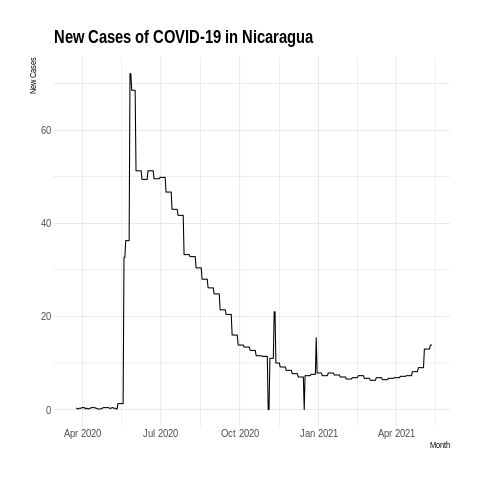 New Cases of COVID-19 in Nicaragua
New Cases
60
40
20
0
Apr 2020 Jul 2020 Oct 2020 Jan 2021 Apr 2021
Month